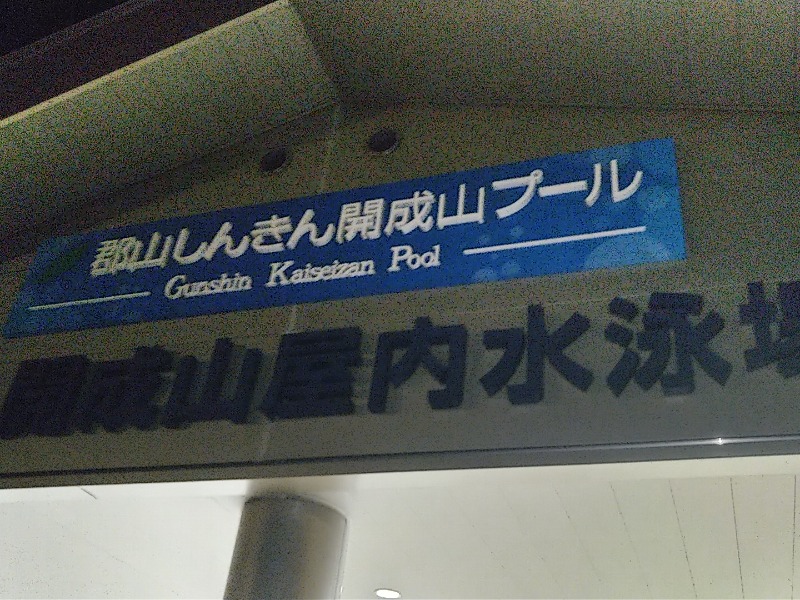 郡山しんきん開成山プール
Gunshin Kaiseizan Pool
開成山屋内水泳場